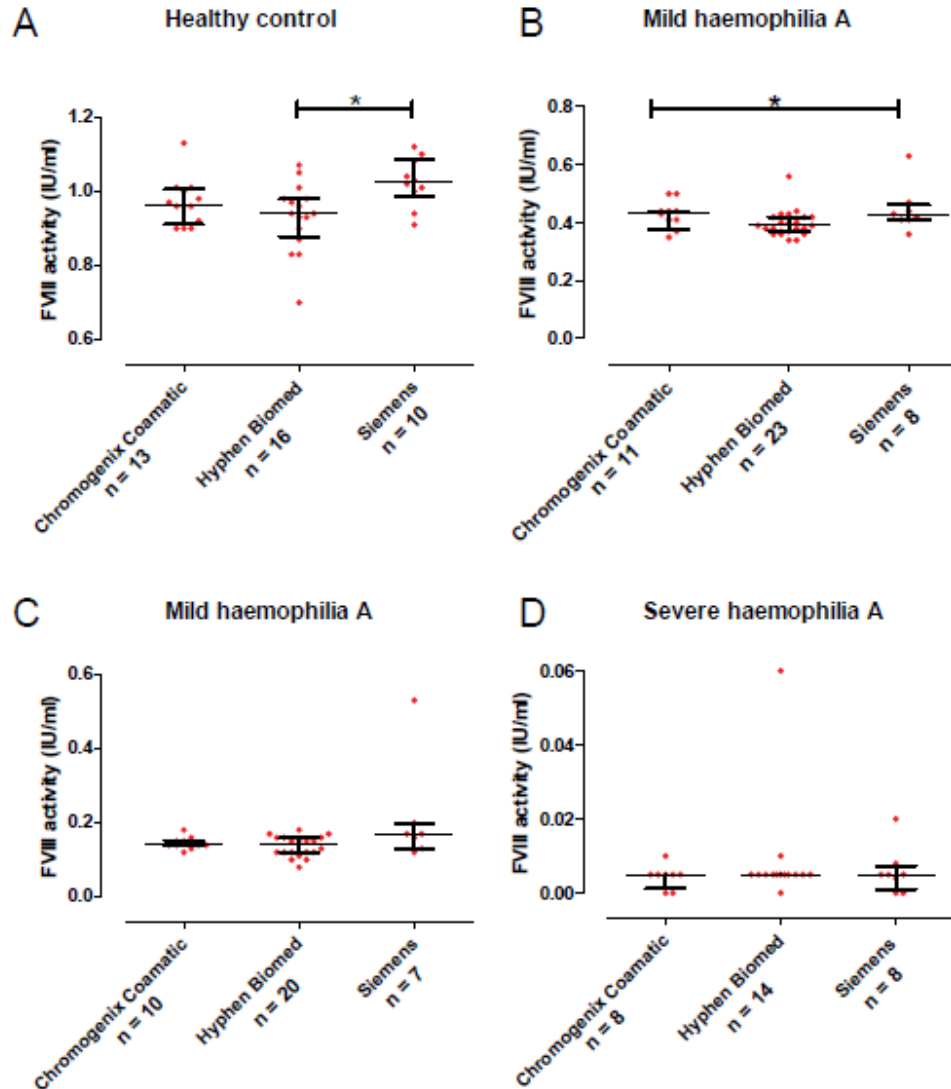 A
Healthy control
FVIII activity (IU/ml)
1.2
1.0
0.8
0.6
*
Chromogenix Coamatic
n = 13
Hyphen Biomed
n = 16
Siemens
n = 10
B
Mild haemophilia A
FVIII activity (IU/ml)
0.8
0.6
0.4
0.2
0.0
*
Chromogenix Coamatic
n = 11
Hyphen Biomed
n = 23
Siemens
n = 8
C
Mild haemophilia A
FVIII activity (IU/ml)
0.6
0.4
0.2
0.0
Chromogenix Coamatic
n = 10
Hyphen Biomed
n = 20
Siemens
n = 7
D
Severe haemophilia A
FVIII activity (IU/ml)
0.06
0.04
0.02
0.00
Chromogenix Coamatic
n = 8
Hyphen Biomed
n = 14
Siemens
n = 8